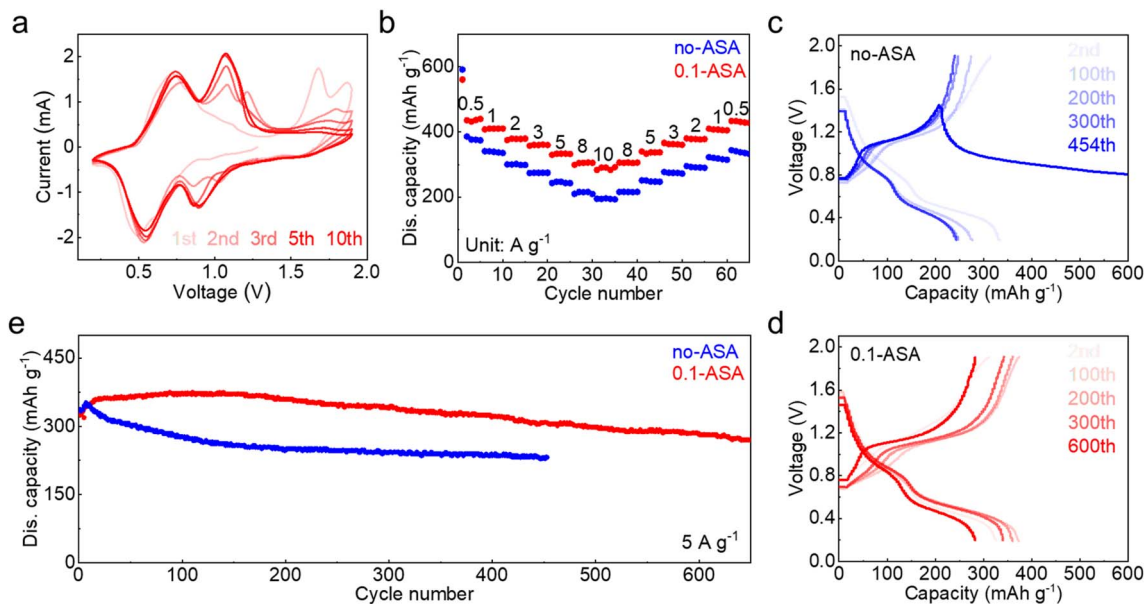 a
Current (mA)
2
1
0
-1
-2
1st 2nd 3rd 5th 10th
0.5 1.0 1.5 2.0
Voltage (V)
b
Dis. capacity (mAh g⁻¹)
600
400
200
0
no-ASA
0.1-ASA
0.5 1 2 3 5 8 10 8 5 3 2 1 0.5
Unit: A g⁻¹
0 10 20 30 40 50 60
Cycle number
c
Voltage (V)
2.0
1.6
1.2
0.8
0.4
0.0
no-ASA
2nd
100th
200th
300th
454th
0 100 200 300 400 500 600
Capacity (mAh g⁻¹)
e
Dis. capacity (mAh g⁻¹)
450
300
150
0
no-ASA
0.1-ASA
5 A g⁻¹
0 100 200 300 400 500 600
Cycle number
d
Voltage (V)
2.0
1.6
1.2
0.8
0.4
0.0
0.1-ASA
2nd
100th
200th
300th
600th
0 100 200 300 400 500 600
Capacity (mAh g⁻¹)